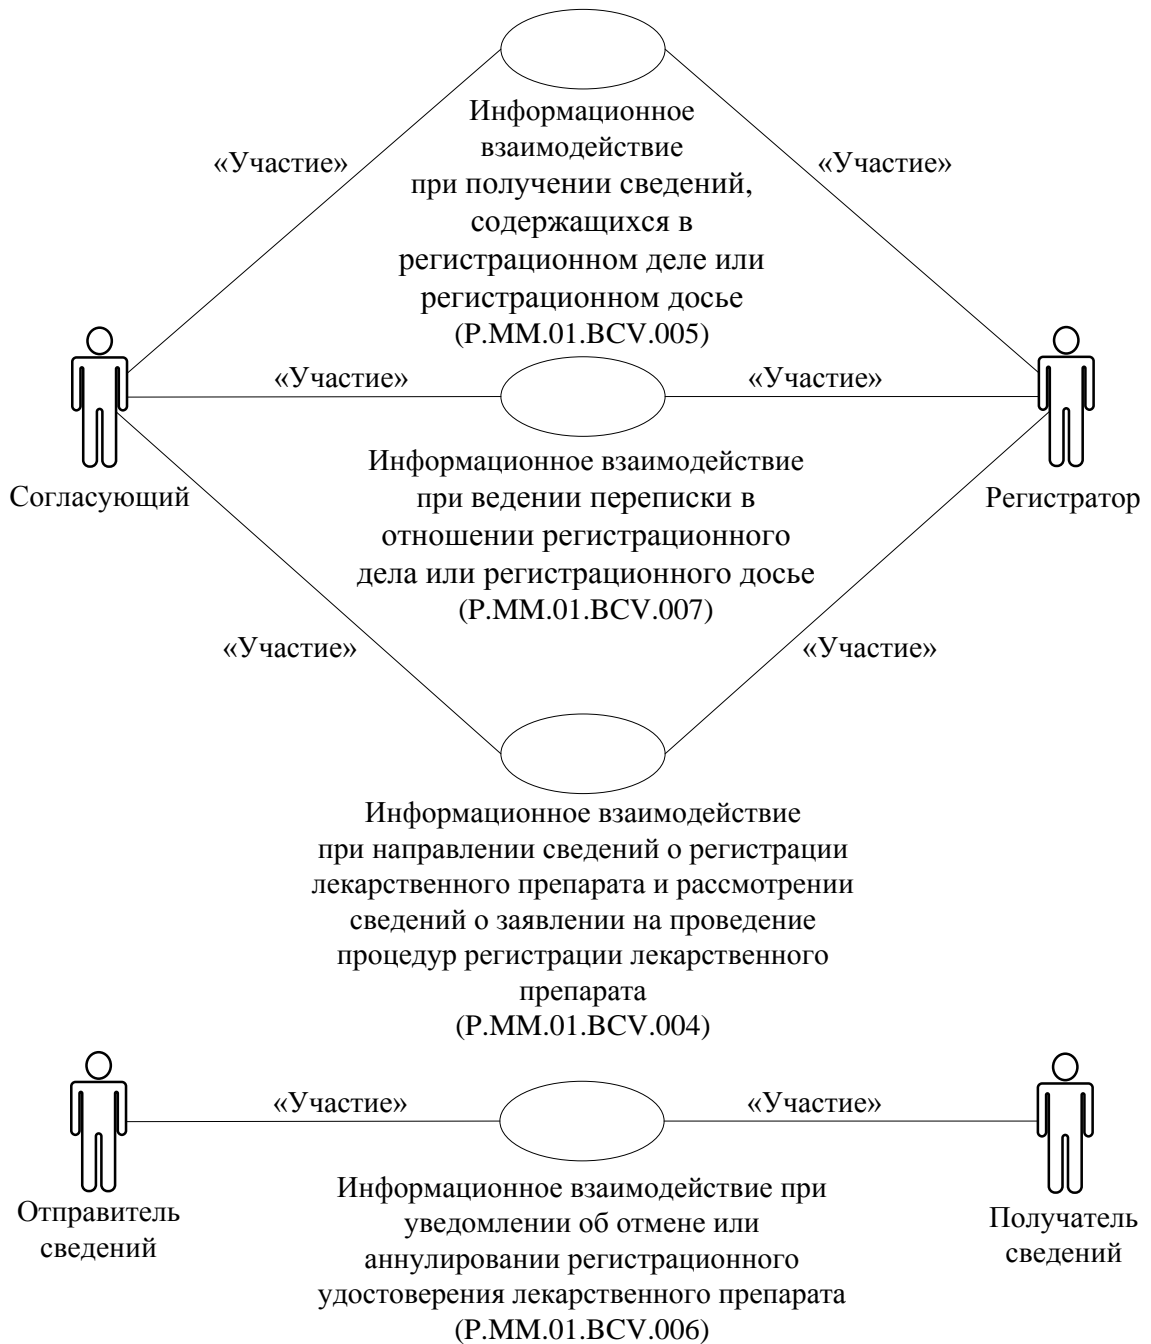 Информационное
взаимодействие
при получении сведений,
содержащихся в
регистрационном деле или
регистрационном досье
(P.MM.01.BCV.005)
«Участие»
«Участие»
«Участие»
«Участие»
Согласующий
Регистратор
Информационное взаимодействие
при ведении переписки в
отношении регистрационного
дела или регистрационного досье
(P.MM.01.BCV.007)
«Участие»
«Участие»
Информационное взаимодействие
при направлении сведений о регистрации
лекарственного препарата и рассмотрении
сведений о заявлении на проведение
процедур регистрации лекарственного
препарата
(P.MM.01.BCV.004)
«Участие»
«Участие»
Отправитель
сведений
Информационное взаимодействие при
уведомлении об отмене или
аннулировании регистрационного
удостоверения лекарственного препарата
(P.MM.01.BCV.006)
Получатель
сведений